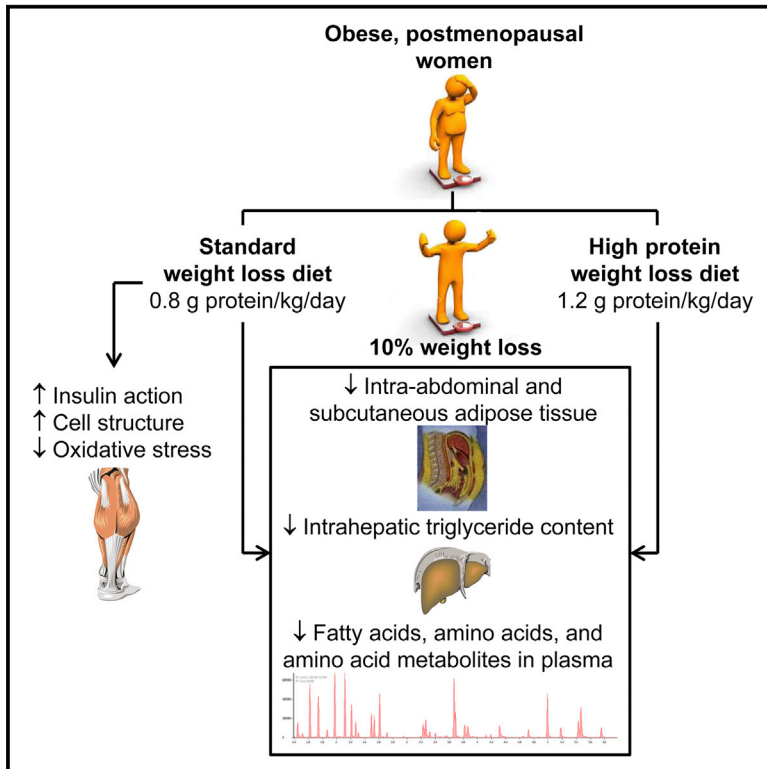 Obese, postmenopausal
women
Standard
weight loss diet
0.8 g protein/kg/day
High protein
weight loss diet
1.2 g protein/kg/day
10% weight loss
↑ Insulin action
↑ Cell structure
↓ Oxidative stress
↓ Intra-abdominal and
subcutaneous adipose tissue
↓ Intrahepatic triglyceride content
↓ Fatty acids, amino acids, and
amino acid metabolites in plasma